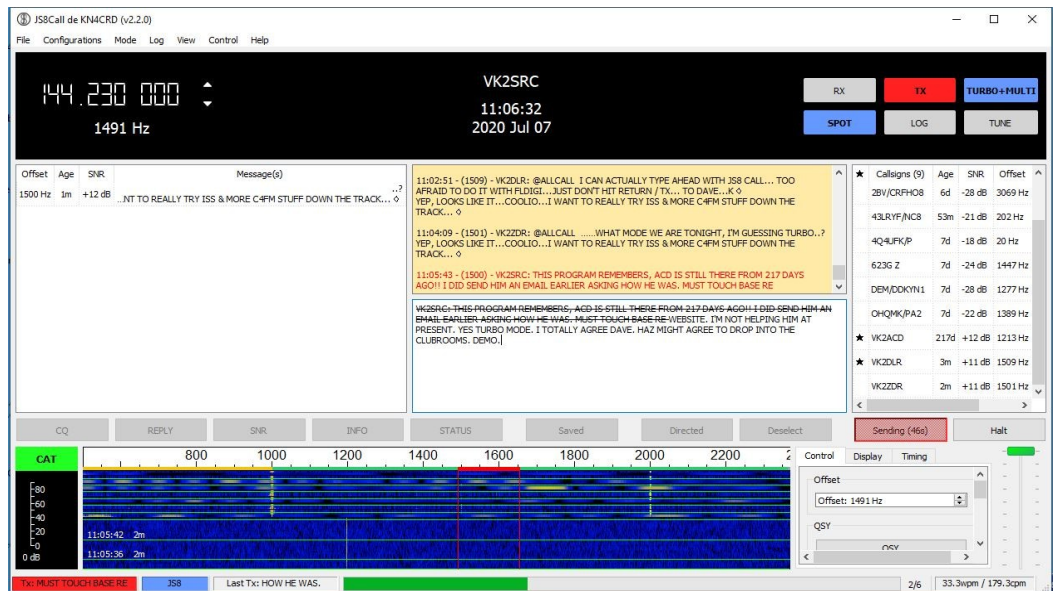 JS8Call de KN4CRD (v2.2.0)
File Configurations Mode Log View Control Help
144.230 000
1491 Hz
VK2SRC
11:06:32
2020 Jul 07
RX TX TURBO+MULTI
SPOT LOG TUNE
Offset Age SNR Message(s)
1500 Hz 1m +12 dB ..?
...NT TO REALLY TRY ISS & MORE C4FM STUFF DOWN THE TRACK... ◊
11:02:51 - (1509) - VK2DLR: @ALLCALL I CAN ACTUALLY TYPE AHEAD WITH JS8 CALL... TOO
AFRAID TO DO IT WITH FLDIGI...JUST DON'T HIT RETURN / TX... TO DAVE...K ◊
YEP, LOOKS LIKE IT...COOLIO...I WANT TO REALLY TRY ISS & MORE C4FM STUFF DOWN THE
TRACK... ◊
11:04:09 - (1501) - VK2ZDR: @ALLCALL ......WHAT MODE WE ARE TONIGHT, I'M GUESSING TURBO..?
YEP, LOOKS LIKE IT...COOLIO...I WANT TO REALLY TRY ISS & MORE C4FM STUFF DOWN THE
TRACK... ◊
11:05:43 - (1500) - VK2SRC: THIS PROGRAM REMEMBERS, ACD IS STILL THERE FROM 217 DAYS
AGO!! I DID SEND HIM AN EMAIL EARLIER ASKING HOW HE WAS. MUST TOUCH BASE RE
VK2SRC: THIS PROGRAM REMEMBERS, ACD IS STILL THERE FROM 217 DAYS AGO!! I DID SEND HIM AN
EMAIL EARLIER ASKING HOW HE WAS. MUST TOUCH BASE RE-WEBSITE. I'M NOT HELPING HIM AT
PRESENT. YES TURBO MODE. I TOTALLY AGREE DAVE. HAZ MIGHT AGREE TO DROP INTO THE
CLUBROOMS. DEMO.
★ Callsigns (9) Age SNR Offset
2BV/CRFHO8 6d -28 dB 3069 Hz
43LRYF/NC8 53m -21 dB 202 Hz
4Q4UFK/P 7d -18 dB 20 Hz
623G Z 7d -24 dB 1447 Hz
DEM/DDKYN1 7d -28 dB 1277 Hz
OHQMK/PA2 7d -22 dB 1389 Hz
★ VK2ACD 217d +12 dB 1213 Hz
★ VK2DLR 3m +11 dB 1509 Hz
VK2ZDR 2m +11 dB 1501 Hz
CQ REPLY SNR INFO STATUS Saved Directed Deselect Sending (46s) Halt
CAT
80
60
40
20
0
0 dB
800 1000 1200 1400 1600 1800 2000 2200 2
11:05:42 2m
11:05:36 2m
Control Display Timing
Offset
Offset: 1491 Hz
QSY
QSY
Tx: MUST TOUCH BASE RE JS8 Last Tx: HOW HE WAS. 2/6 33.3wpm / 179.3cpm